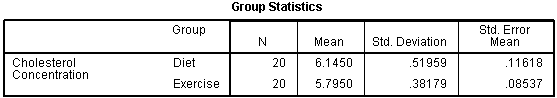 Group Statistics
Group N Mean Std. Deviation Std. Error Mean
Cholesterol Concentration Diet 20 6.1450 .51959 .11618
Exercise 20 5.7950 .38179 .08537